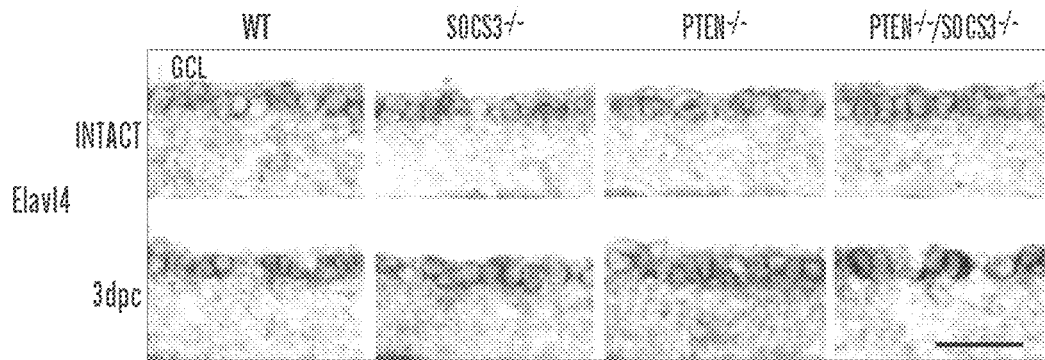 WT SOCS3-/- PTEN-/- PTEN-/-/SOCS3-/-
GCL
INTACT
Elavl4
3dpc